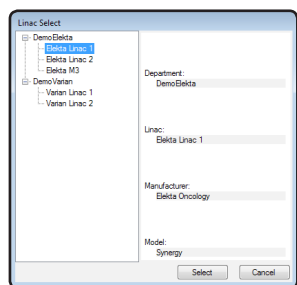 Linac Select
DemoElekta
Elekta Linac 1
Elekta Linac 2
Elekta M3
DemoVarian
Varian Linac 1
Varian Linac 2
Department:
DemoElekta
Linac:
Elekta Linac 1
Manufacturer:
Elekta Oncology
Model:
Synergy
Select
Cancel